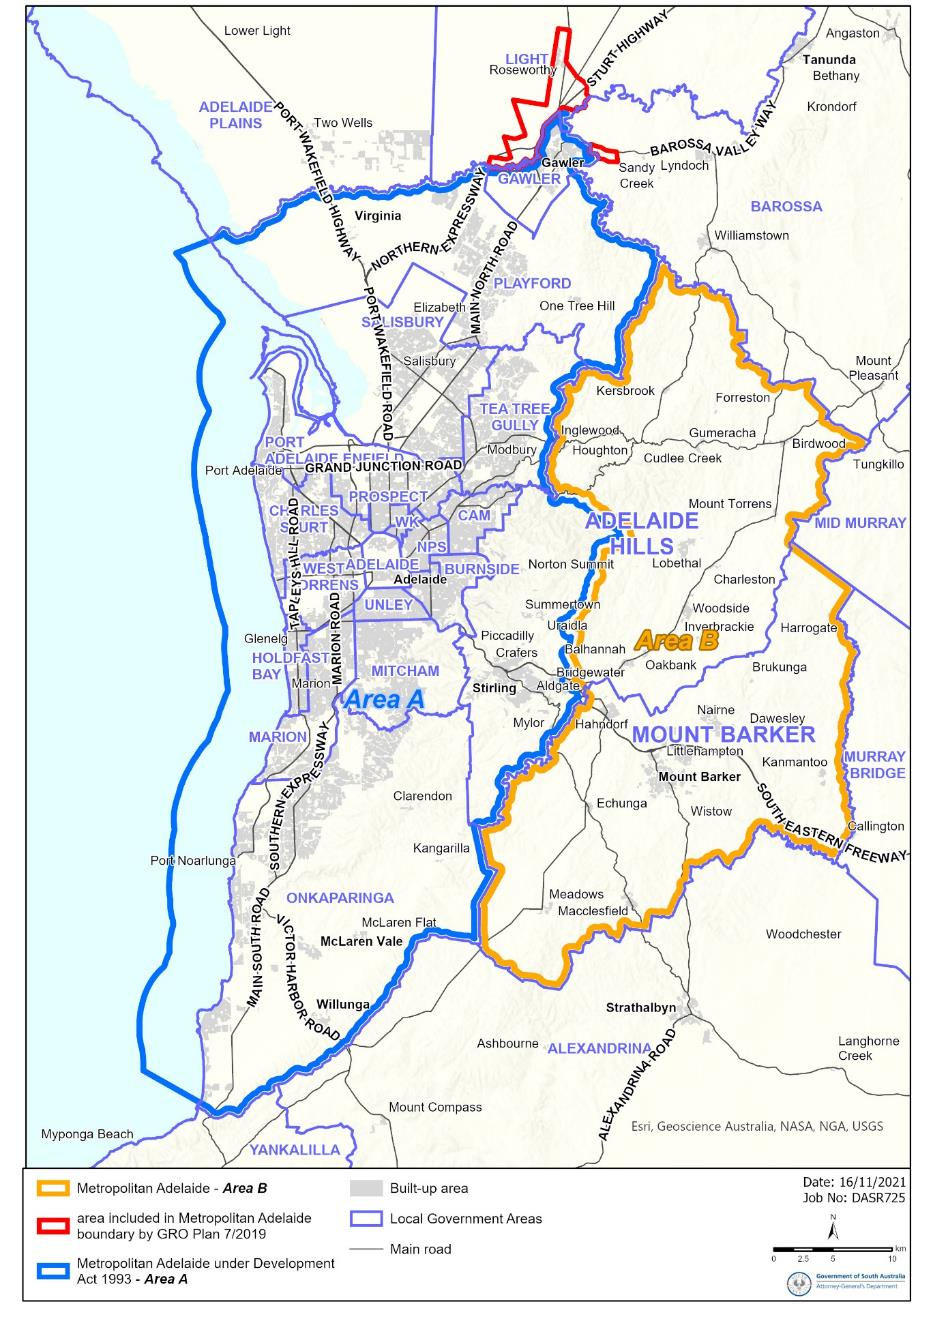 Lower Light
STURT·HIGHWAY
Angaston
Tanunda
Bethany
LIGHT
Roseworthy
Krondorf
ADELAIDE
PLAINS
PORT·WAKEFIELD·HIGHWAY
Two Wells
BAROSSA VALLEY WAY
Gawler
Sandy
Creek
Lyndoch
GAWLER
BAROSSA
Virginia
NORTHERN·EXPRESSWAY
MAIN·NORTH·ROAD
Williamstown
PLAYFORD
Elizabeth
One Tree Hill
SALISBURY
PORT·WAKEFIELD·ROAD
Salisbury
Mount
Pleasant
Kersbrook
Forreston
TEA TREE
GULLY
Inglewood
Gumeracha
Birdwood
PORT
ADELAIDE ENFIELD
Modbury
Houghton
Cudlee Creek
Tungkillo
Port Adelaide
GRAND·JUNCTION·ROAD
PROSPECT
Mount Torrens
CHARLES
STURT
WK
CAM
ADELAIDE
HILLS
MID MURRAY
TAPLEYS·HILL·ROAD
NPS
WEST
TORRENS
ADELAIDE
Adelaide
BURNSIDE
Norton Summit
Lobethal
Charleston
MARION·ROAD
UNLEY
Summertown
Woodside
Uraidla
Inverbrackie
Harrogate
Glenelg
Piccadilly
Crafers
Balhannah
Area B
Oakbank
Brukunga
HOLDFAST
BAY
MITCHAM
Bridgewater
Aldgate
Marion
Stirling
Area A
Nairne
Mylor
Hahndorf
Dawesley
MARION
MOUNT BARKER
Littlehampton
Kanmantoo
MURRAY
BRIDGE
Mount Barker
SOUTHERN·EXPRESSWAY
Clarendon
Echunga
Wistow
SOUTH·EASTERN·FREEWAY
Callington
Kangarilla
Port Noarlunga
ONKAPARINGA
Meadows
Macclesfield
MAIN·SOUTH·ROAD
VICTOR·HARBOR·ROAD
McLaren Flat
McLaren Vale
Woodchester
Willunga
Strathalbyn
Ashbourne
ALEXANDRINA
ALEXANDRINA·ROAD
Langhorne
Creek
Mount Compass
Myponga Beach
YANKALILLA
Esri, Geoscience Australia, NASA, NGA, USGS
Metropolitan Adelaide - Area B
area included in Metropolitan Adelaide
boundary by GRO Plan 7/2019
Metropolitan Adelaide under Development
Act 1993 - Area A
Built-up area
Local Government Areas
Main road
Date: 16/11/2021
Job No: DASR725
N
km
0 2.5 5 10
Government of South Australia
Attorney-General's Department